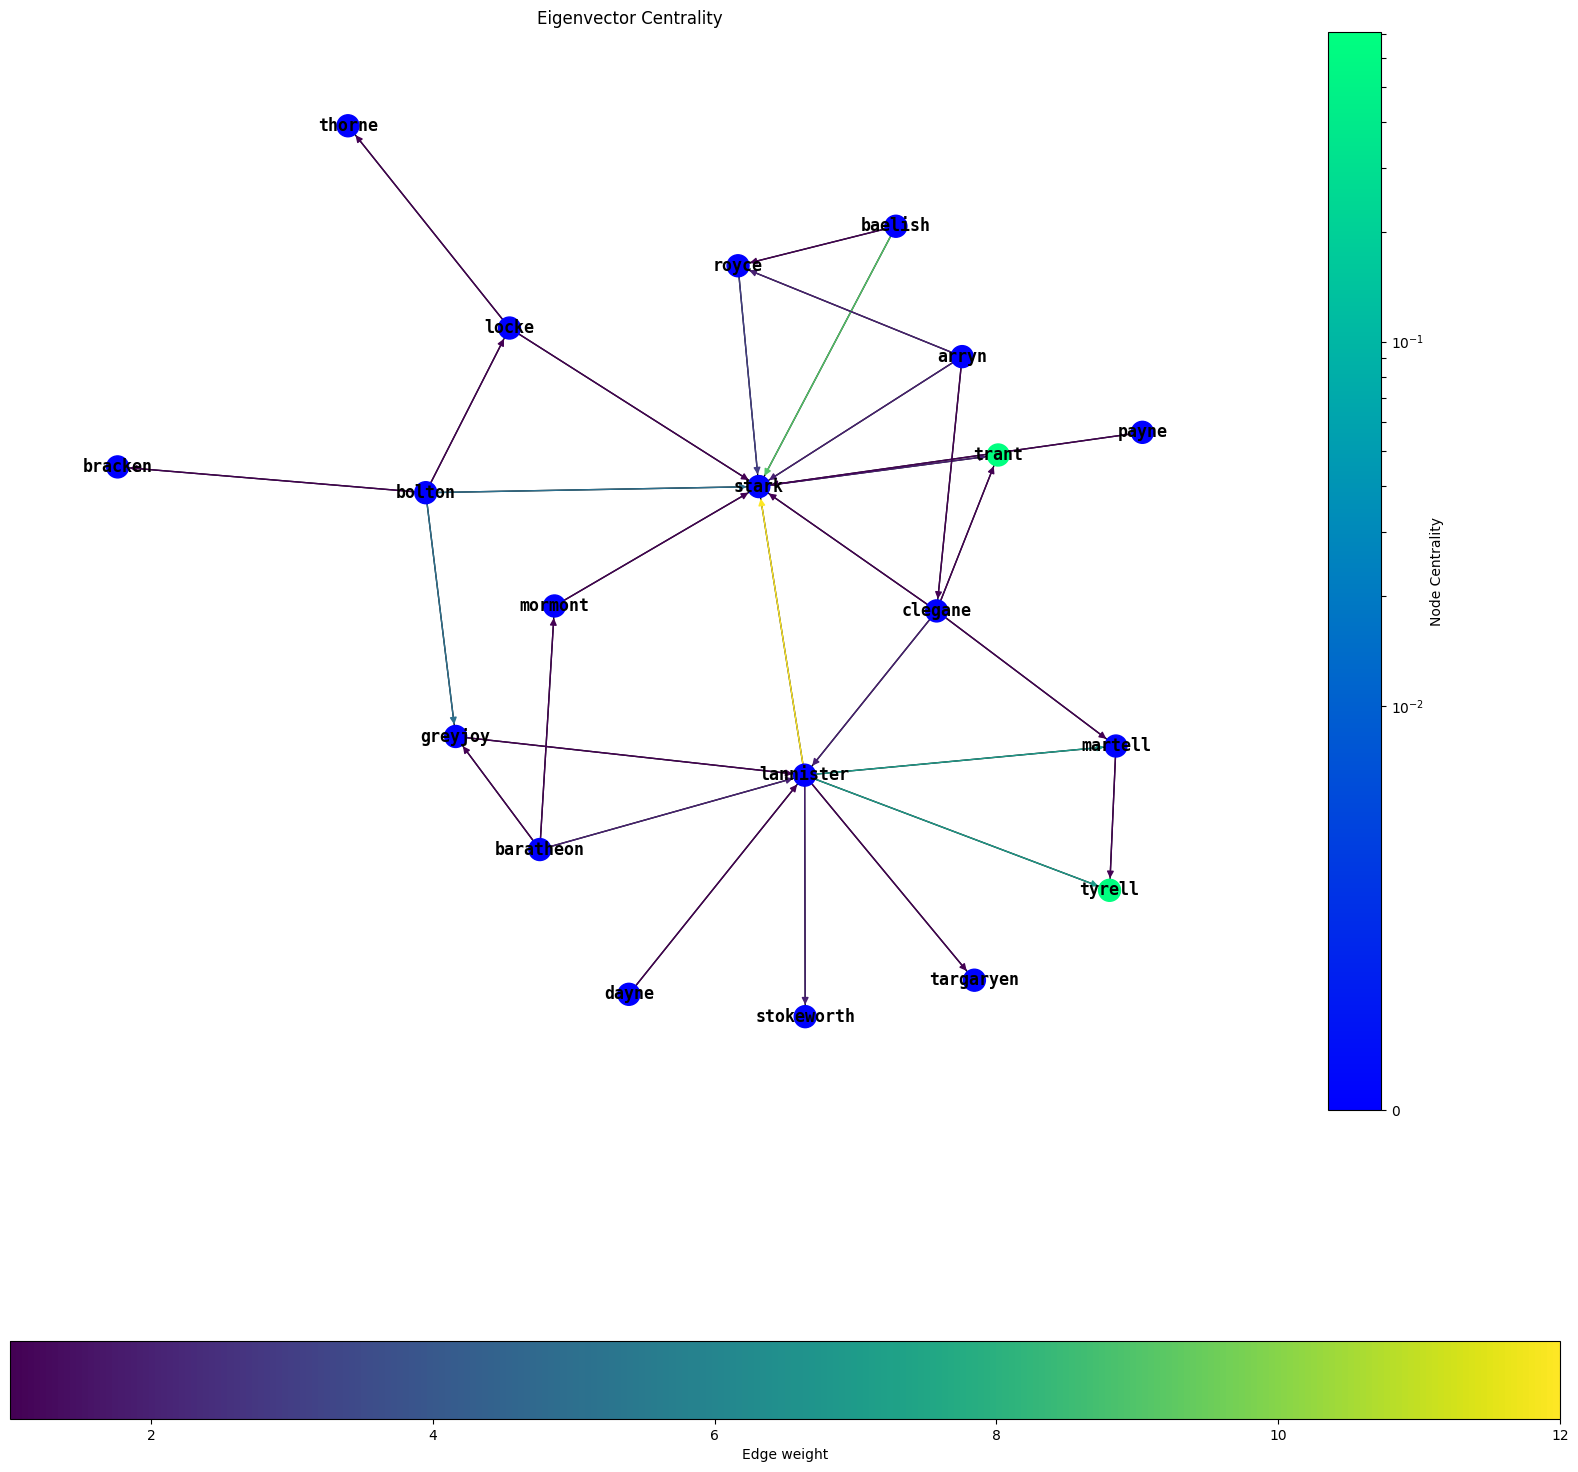 Eigenvector Centrality
thorne
baelish
royce
locke
arryn
payne
trant
bracken
stark
bolton
mormont
clegane
greyjoy
martell
lannister
baratheon
tyrell
targaryen
dayne
stokeworth
10⁻¹
10⁻²
0
Node Centrality
2 4 6 8 10 12
Edge weight